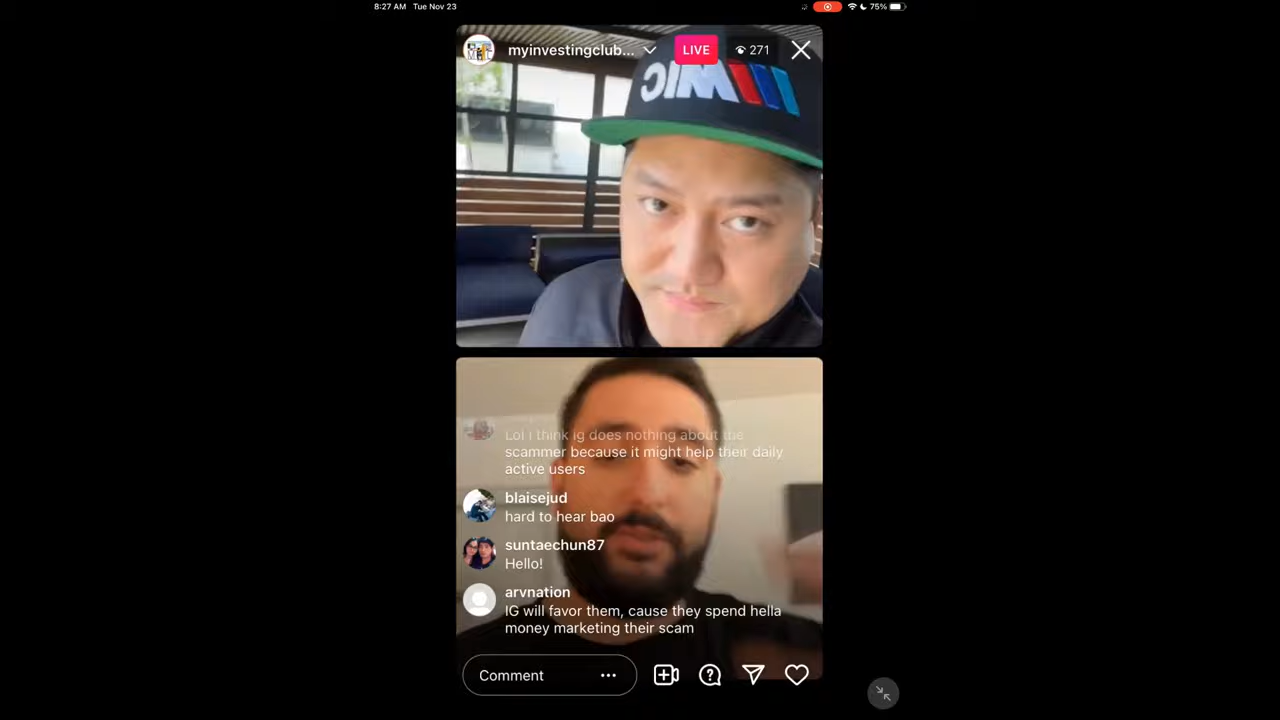 8:27 AM Tue Nov 23
75%
myinvestingclub...
LIVE
271
MIC
Lol I think ig does nothing about the
scammer because it might help their daily
active users
blaisejud
hard to hear bao
suntaechun87
Hello!
arvnation
IG will favor them, cause they spend hella
money marketing their scam
Comment